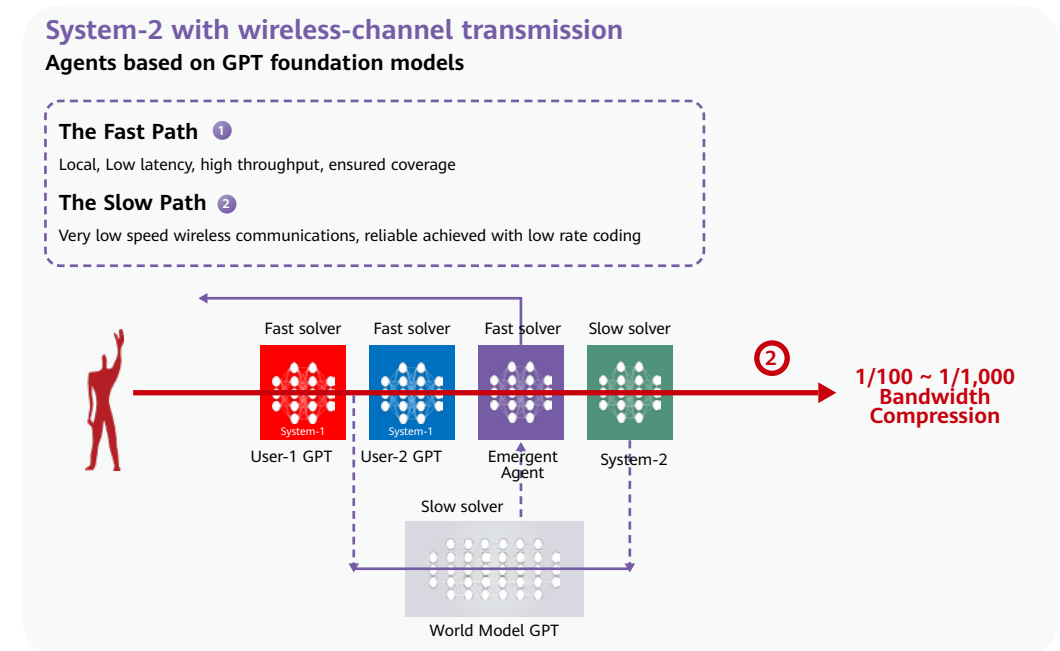 System-2 with wireless-channel transmission
Agents based on GPT foundation models
The Fast Path 1
Local, Low latency, high throughput, ensured coverage
The Slow Path 2
Very low speed wireless communications, reliable achieved with low rate coding
Fast solver
Fast solver
Fast solver
Slow solver
2
1/100 ~ 1/1,000
Bandwidth
Compression
System-1
System-1
User-1 GPT
User-2 GPT
Emergent
Agent
System-2
Slow solver
World Model GPT